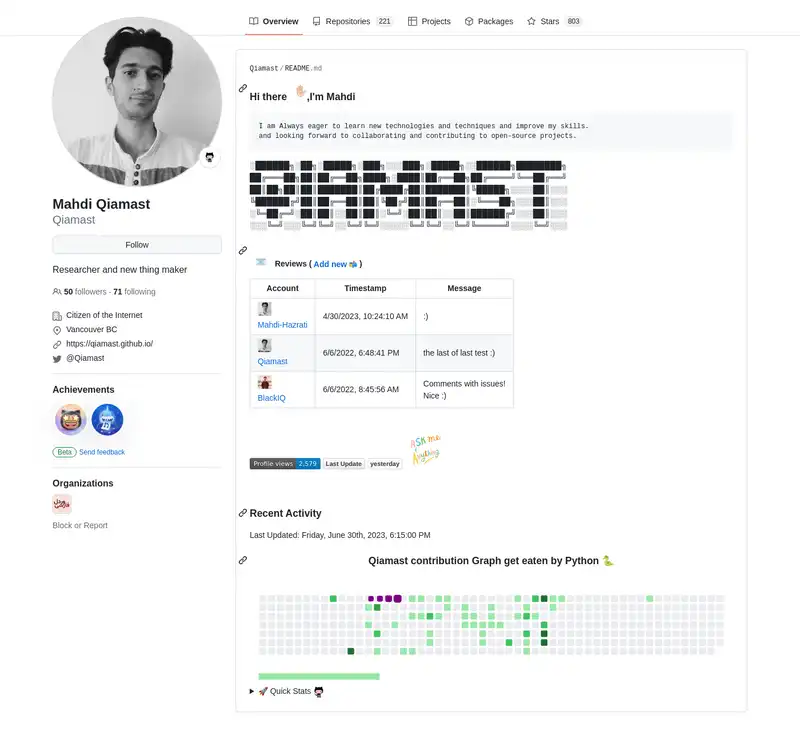 Overview
Repositories 221
Projects
Packages
Stars 803
Qiamast/README.md
Hi there ✋,I'm Mahdi
I am Always eager to learn new technologies and techniques and improve my skills.
and looking forward to collaborating and contributing to open-source projects.
QIAMAST
Mahdi Qiamast
Qiamast
Follow
Researcher and new thing maker
50 followers · 71 following
Citizen of the Internet
Vancouver BC
https://qiamast.github.io/
@Qiamast
Achievements
Beta Send feedback
Organizations
Block or Report
Reviews ( Add new 📬 )
Account Timestamp Message
Mahdi-Hazrati 4/30/2023, 10:24:10 AM :)
Qiamast 6/6/2022, 6:48:41 PM the last of last test :)
BlackIQ 6/6/2022, 8:45:56 AM Comments with issues!
Nice :)
ASK me
Anything
Profile views 2,579 Last Update yesterday
Recent Activity
Last Updated: Friday, June 30th, 2023, 6:15:00 PM
Qiamast contribution Graph get eaten by Python 🐍
🚀 Quick Stats